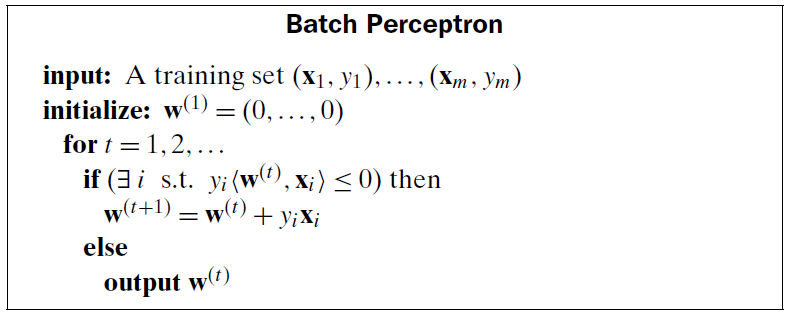 Batch Perceptron
input: A training set (x₁, y₁), ..., (xₘ, yₘ)
initialize: w⁽¹⁾ = (0, ..., 0)
for t = 1, 2, ...
if (∃ i s.t. yᵢ⟨w⁽ᵗ⁾, xᵢ⟩ ≤ 0) then
w⁽ᵗ⁺¹⁾ = w⁽ᵗ⁾ + yᵢxᵢ
else
output w⁽ᵗ⁾